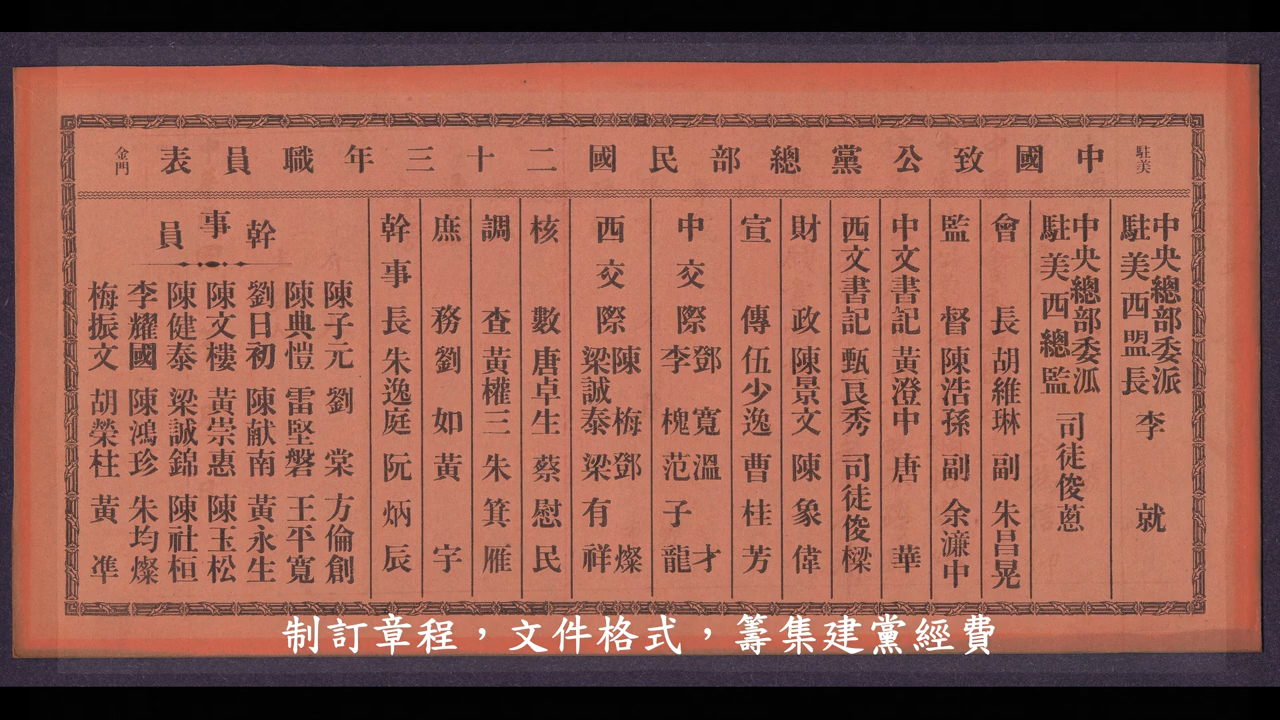 駐美 中國致公黨總部民國二十三年職員表 金門
中央總部委派
駐美西盟長 李就
中央總部委派
駐美西總監 司徒俊蒽
會長 胡維琳 副 朱昌晃
監督 陳浩孫 副 余濂中
中文書記 黃澄中 唐華
西文書記 甄艮秀 司徒俊樑
財政 陳景文 陳象偉
宣傳 伍少逸 曹桂芳
中交際 鄧寬 溫才
李槐 范子龍
西交際 陳梅 鄧燦
梁誠泰 梁有祥
核數 唐卓生 蔡慰民
調查 黃權三 朱箕雁
庶務 劉如 黃宇
幹事長 朱逸庭 阮炳辰
幹事員
陳子元 劉棠 方倫創
陳典愷 雷堅磐 王平寬
劉日初 陳献南 黃永生
陳文樓 黃崇惠 陳玉松
陳健泰 梁誠錦 陳社桓
李耀國 陳鴻珍 朱均燦
梅振文 胡榮柱 黃準
制訂章程，文件格式，籌集建黨經費